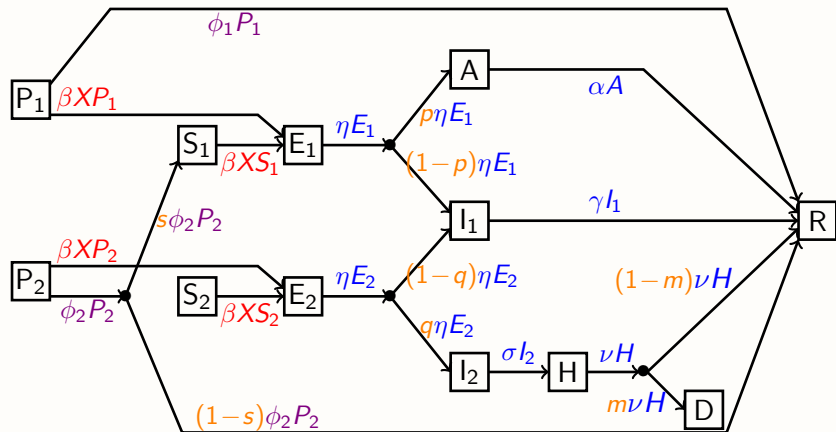 ϕ₁P₁
A
P₁
βXP₁
αA
ηE₁
pηE₁
S₁
E₁
βXS₁
(1−p)ηE₁
sϕ₂P₂
I₁
γI₁
R
βXP₂
P₂
ϕ₂P₂
S₂
βXS₂
E₂
ηE₂
(1−q)ηE₂
(1−m)νH
qηE₂
I₂
σI₂
H
νH
mνH
D
(1−s)ϕ₂P₂